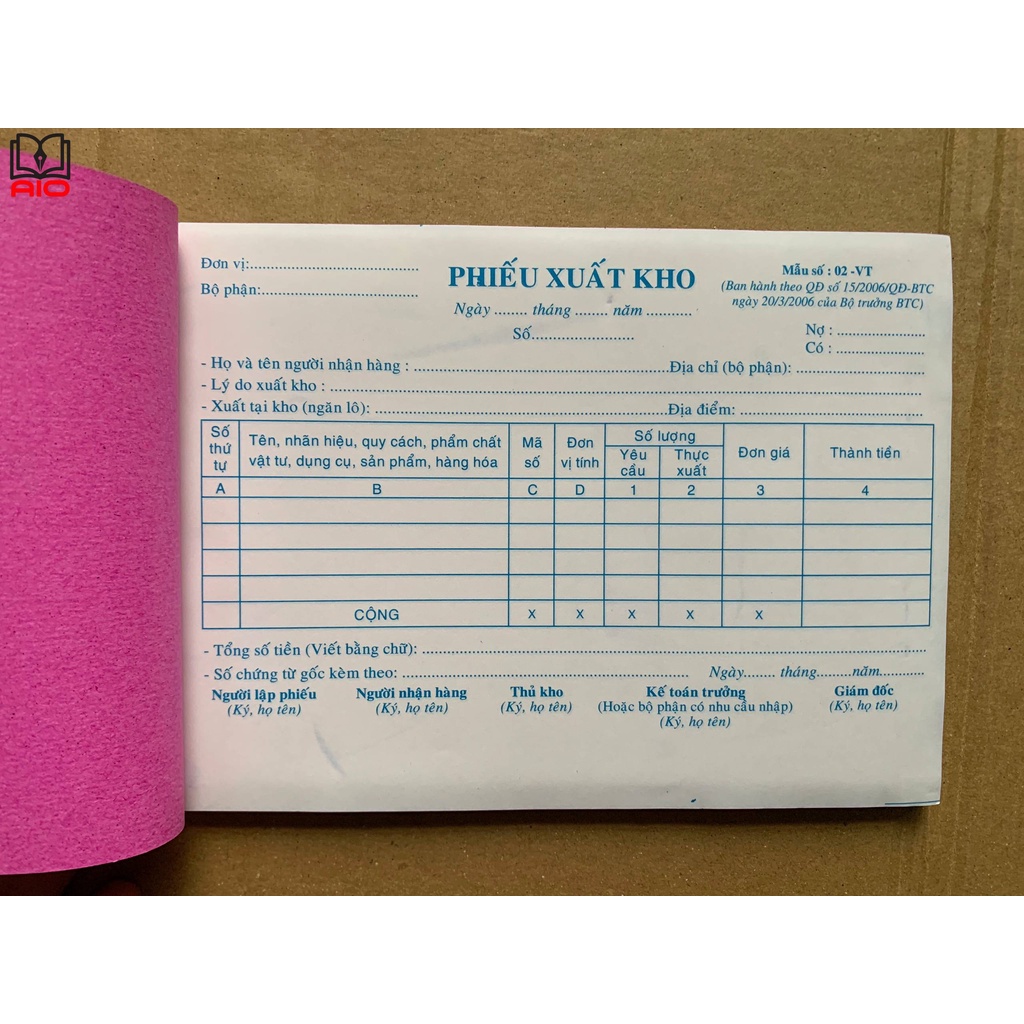 AIO
Đơn vị:................................
Bộ phận:................................
PHIẾU XUẤT KHO
Ngày ........ tháng ........ năm ...........
Số.........................
Mẫu số : 02 -VT
(Ban hành theo QĐ số 15/2006/QĐ-BTC
ngày 20/3/2006 của Bộ trưởng BTC)
Nợ : ...................
Có : ...................
- Họ và tên người nhận hàng : ................................Địa chỉ (bộ phận): ................................
- Lý do xuất kho : ................................
- Xuất tại kho (ngăn lô): ................................Địa điểm: ................................
Số thứ tự
Tên, nhãn hiệu, quy cách, phẩm chất
vật tư, dụng cụ, sản phẩm, hàng hóa
Mã số
Đơn vị tính
Số lượng
Yêu cầu
Thực xuất
Đơn giá
Thành tiền
A B C D 1 2 3 4
CỘNG x x x x x
- Tổng số tiền (Viết bằng chữ): ................................
- Số chứng từ gốc kèm theo: ................................ Ngày........ tháng.........năm...........
Người lập phiếu Người nhận hàng Thủ kho Kế toán trưởng Giám đốc
(Ký, họ tên) (Ký, họ tên) (Ký, họ tên) (Hoặc bộ phận có nhu cầu nhập) (Ký, họ tên)
(Ký, họ tên)